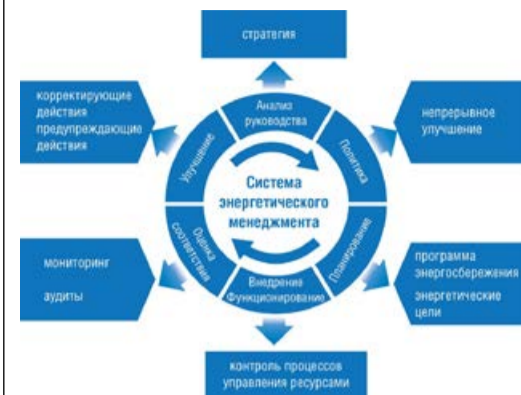 стратегия
корректирующие
действия
предупреждающие
действия
Анализ
руководства
непрерывное
улучшение
Улучшение
Политика
Система
энергетического
менеджмента
Оценка
соответствия
Планирование
мониторинг
аудиты
Внедрение
Функционирование
программа
энергосбережения
энергетические
цели
контроль процессов
управления ресурсами